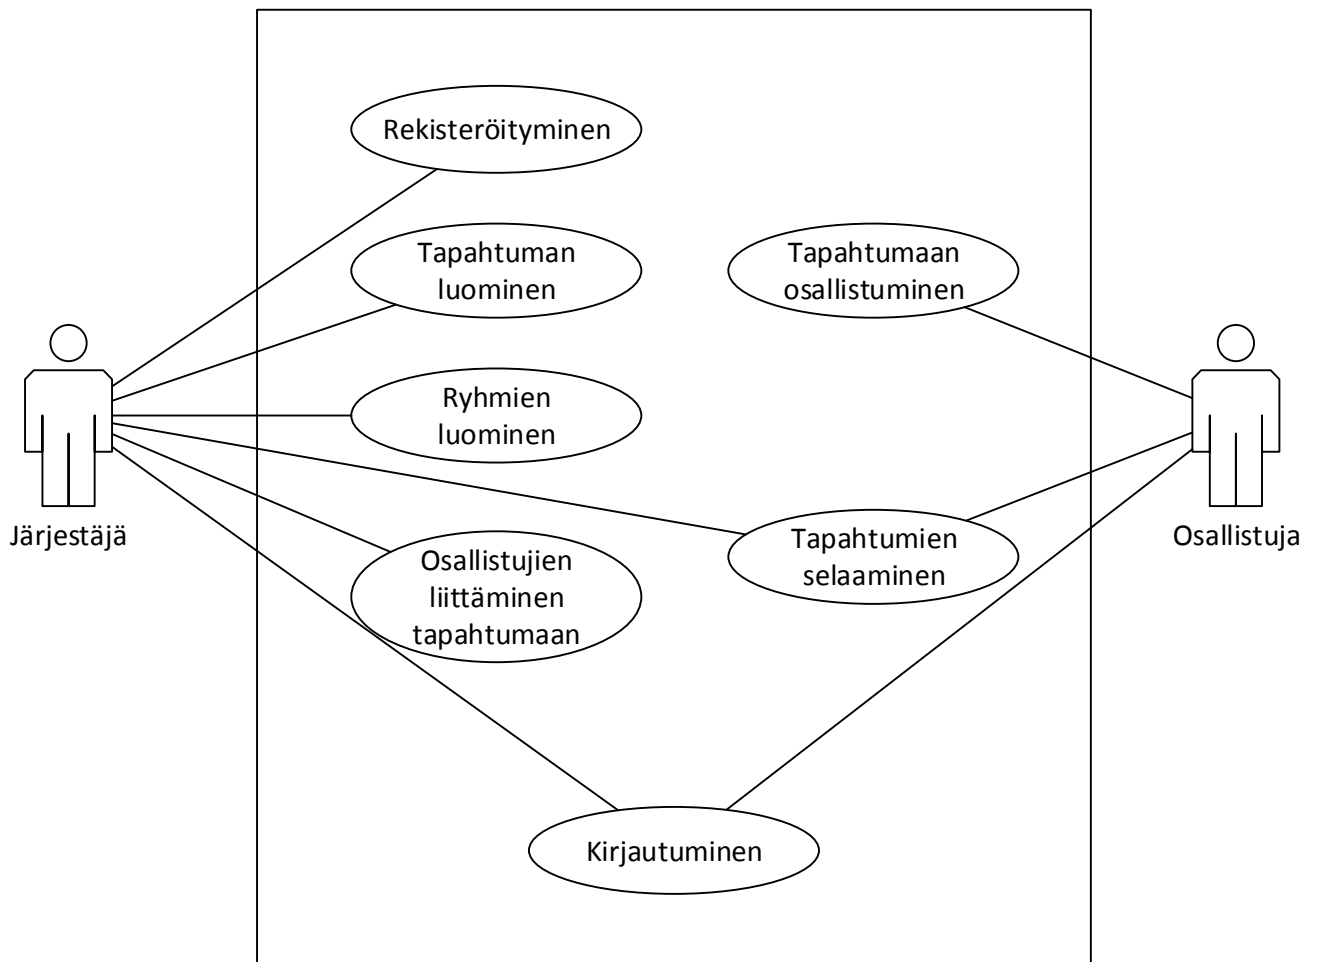 Rekisteröityminen
Tapahtuman
luominen
Tapahtumaan
osallistuminen
Ryhmien
luominen
Järjestäjä
Osallistuja
Tapahtumien
selaaminen
Osallistujien
liittäminen
tapahtumaan
Kirjautuminen